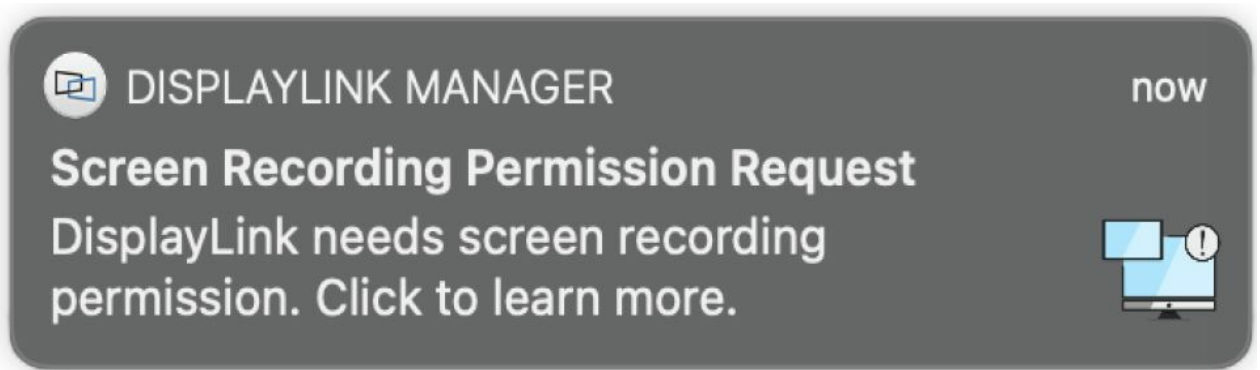 DISPLAYLINK MANAGER now
Screen Recording Permission Request
DisplayLink needs screen recording
permission. Click to learn more.